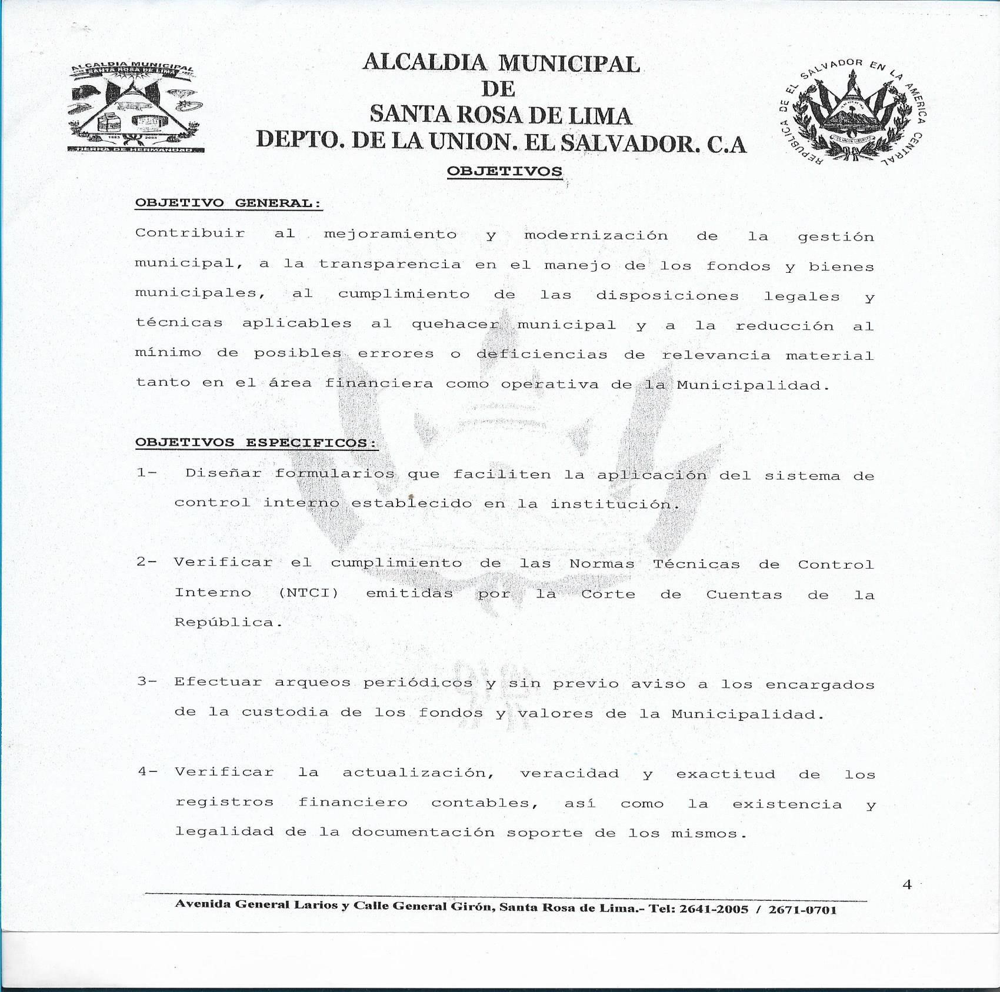 ALCALDIA MUNICIPAL
DE
SANTA ROSA DE LIMA
DEPTO. DE LA UNION. EL SALVADOR. C.A
ALCALDIA MUNICIPAL
SANTA ROSA DE LIMA
TIERRA DE HERMANDAD
REPUBLICA DE EL SALVADOR EN LA AMERICA CENTRAL
OBJETIVOS
OBJETIVO GENERAL:
Contribuir al mejoramiento y modernización de la gestión
municipal, a la transparencia en el manejo de los fondos y bienes
municipales, al cumplimiento de las disposiciones legales y
técnicas aplicables al quehacer municipal y a la reducción al
mínimo de posibles errores o deficiencias de relevancia material
tanto en el área financiera como operativa de la Municipalidad.
OBJETIVOS ESPECIFICOS:
1- Diseñar formularios que faciliten la aplicación del sistema de
control interno establecido en la institución.
2- Verificar el cumplimiento de las Normas Técnicas de Control
Interno (NTCI) emitidas por la Corte de Cuentas de la
República.
3- Efectuar arqueos periódicos y sin previo aviso a los encargados
de la custodia de los fondos y valores de la Municipalidad.
4- Verificar la actualización, veracidad y exactitud de los
registros financiero contables, así como la existencia y
legalidad de la documentación soporte de los mismos.
4
Avenida General Larios y Calle General Girón, Santa Rosa de Lima.- Tel: 2641-2005 / 2671-0701